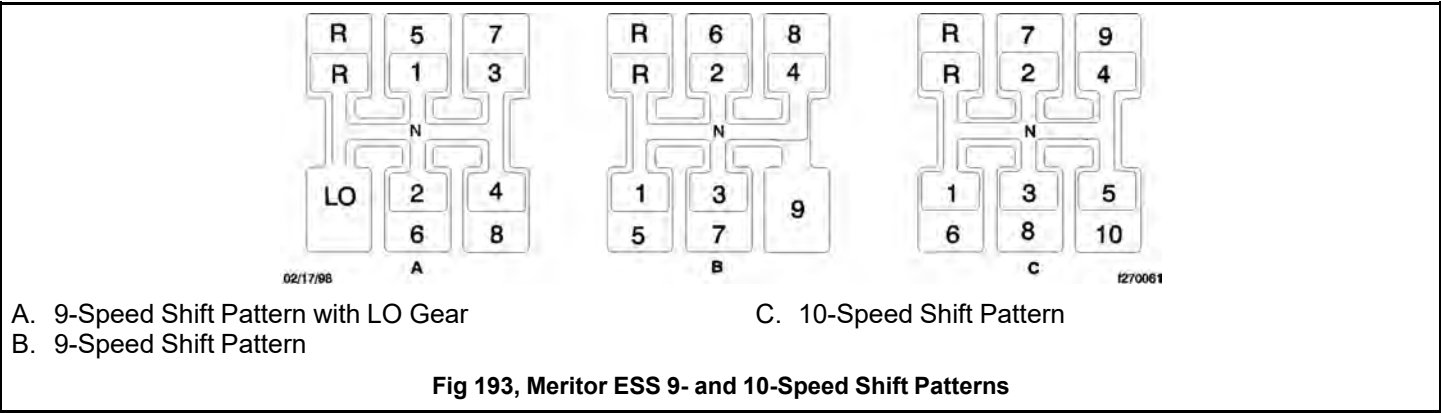 R 5 7 R 6 8 R 7 9
R 1 3 R 2 4 R 2 4
N N N
LO 2 4 1 3 9 1 3 5
6 8 5 7 6 8 10
A B C
02/17/98 f270061
A. 9-Speed Shift Pattern with LO Gear C. 10-Speed Shift Pattern
B. 9-Speed Shift Pattern
Fig 193, Meritor ESS 9- and 10-Speed Shift Patterns